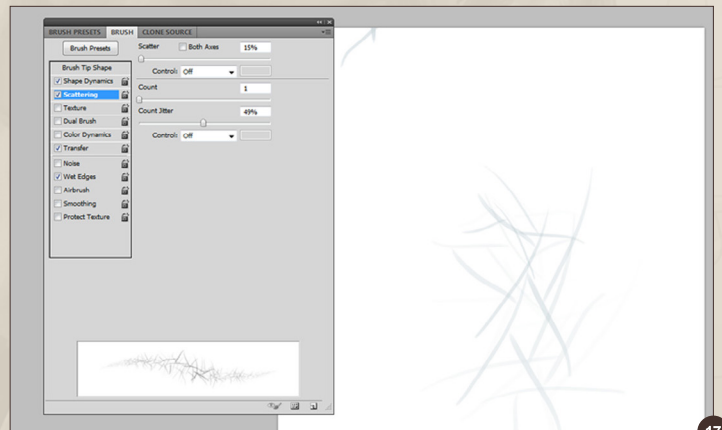 BRUSH PRESETS BRUSH CLONE SOURCE
Brush Presets
Brush Tip Shape
Shape Dynamics
Scattering
Texture
Dual Brush
Color Dynamics
Transfer
Noise
Wet Edges
Airbrush
Smoothing
Protect Texture
Scatter Both Axes 15%
Control: Off
Count 1
Count Jitter 49%
Control: Off